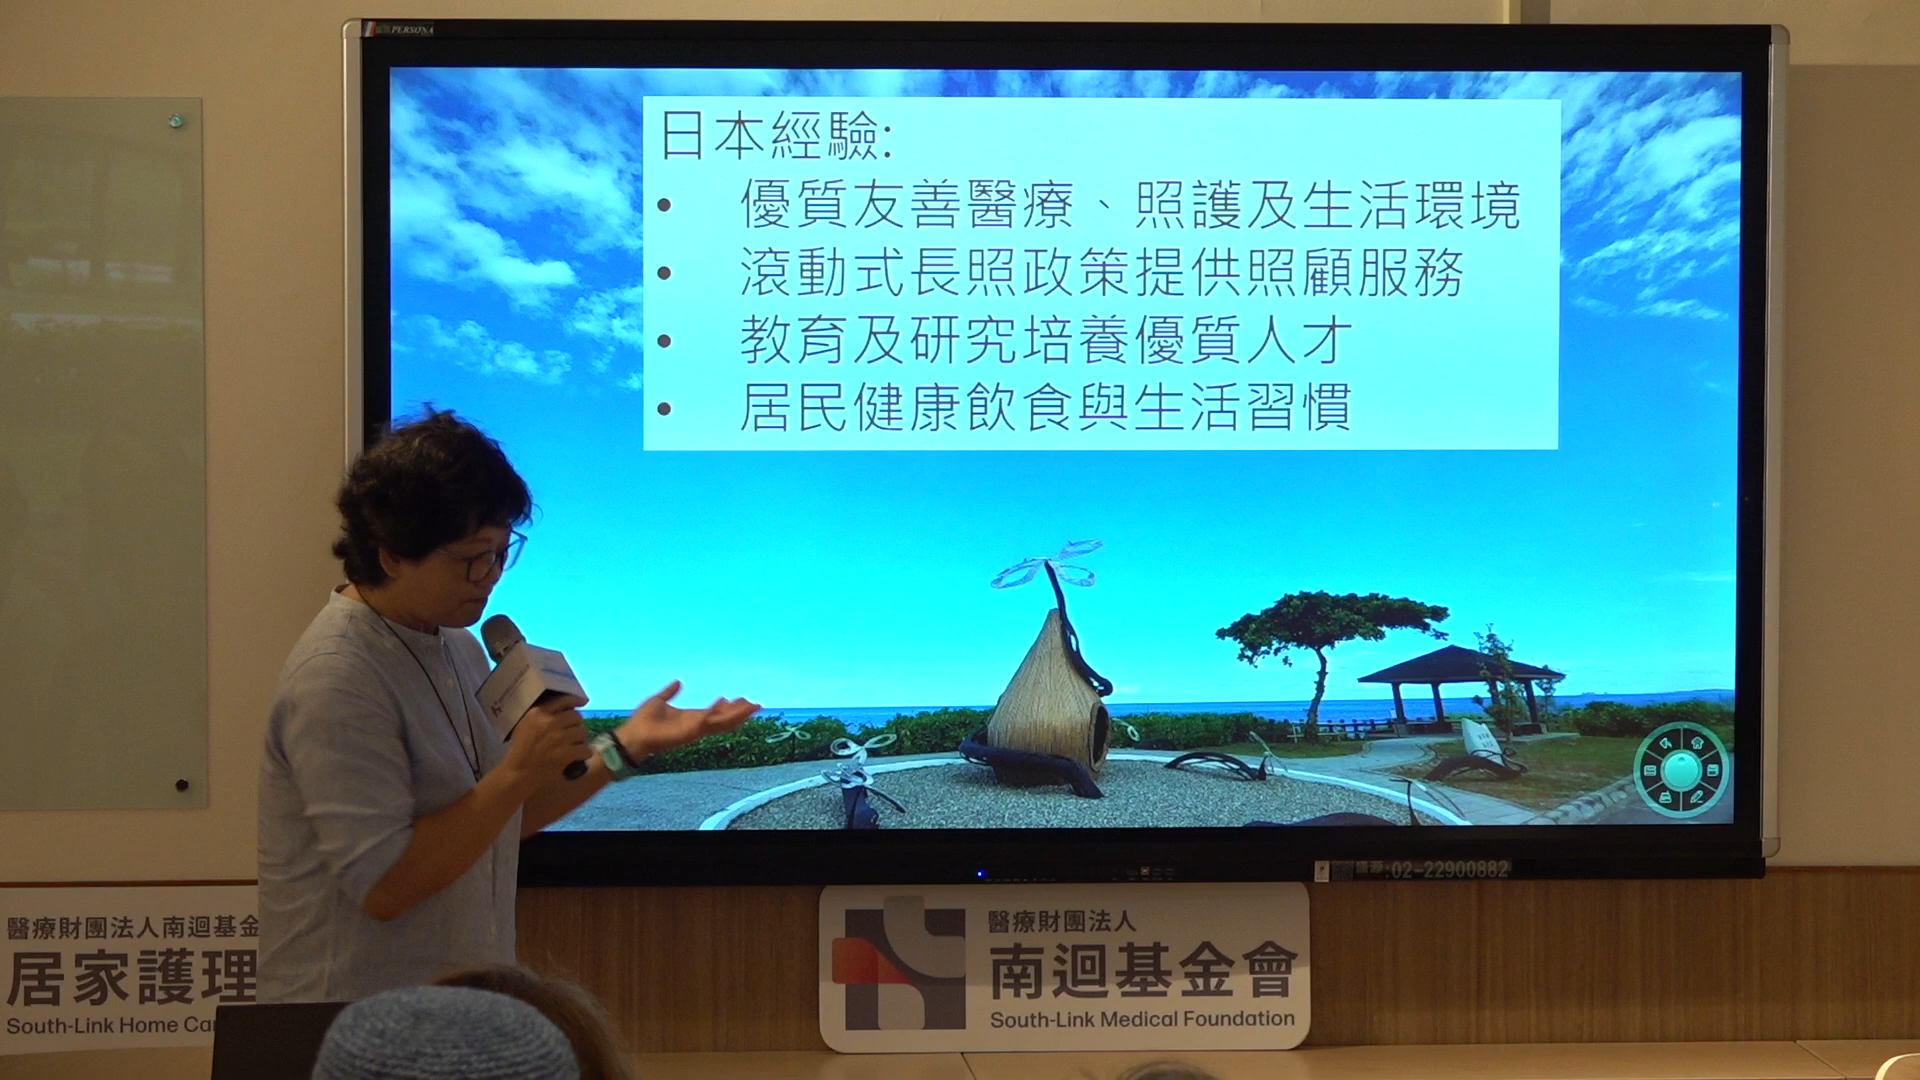 PERSONA
日本經驗:
• 優質友善醫療、照護及生活環境
• 滾動式長照政策提供照顧服務
• 教育及研究培養優質人才
• 居民健康飲食與生活習慣
:02-22900882
醫療財團法人南迴基金
居家護理
South-Link Home Ca
醫療財團法人
南迴基金會
South-Link Medical Foundation